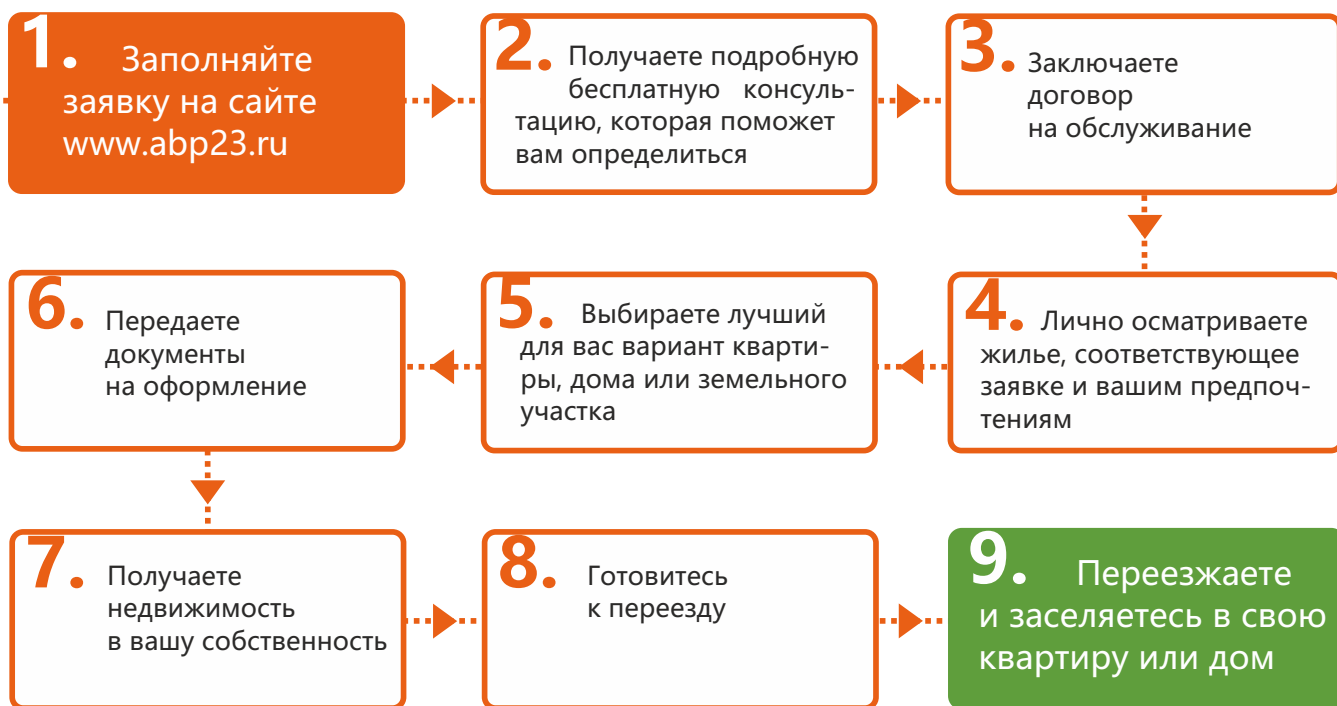 1. Заполняйте
заявку на сайте
www.abp23.ru
2. Получаете подробную
бесплатную консуль-
тацию, которая поможет
вам определиться
3. Заключаете
договор
на обслуживание
4. Лично осматриваете
жилье, соответствующее
заявке и вашим предпоч-
тениям
5. Выбираете лучший
для вас вариант кварти-
ры, дома или земельного
участка
6. Передаете
документы
на оформление
7. Получаете
недвижимость
в вашу собственность
8. Готовитесь
к переезду
9. Переезжаете
и заселяетесь в свою
квартиру или дом